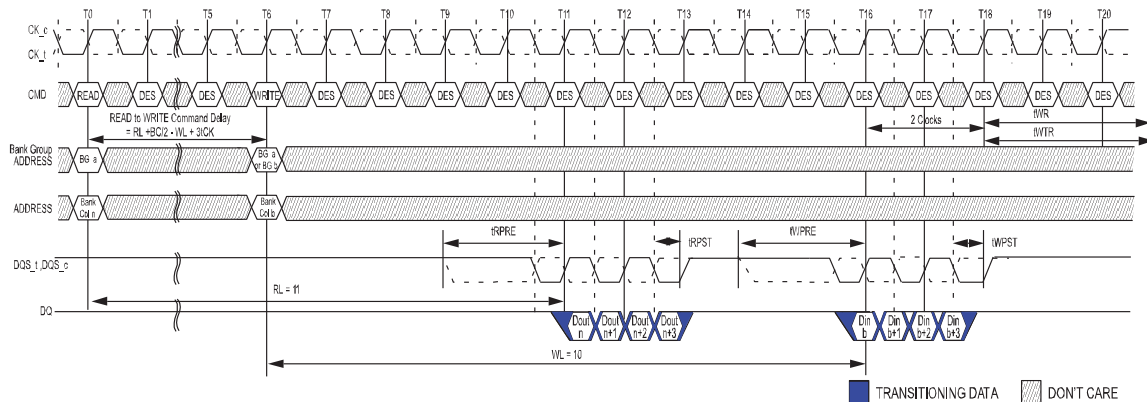 T0 T1 T5 T6 T7 T8 T9 T10 T11 T12 T13 T14 T15 T16 T17 T18 T19 T20
CK_c
CK_t
CMD READ DES DES WRITE DES DES DES DES DES DES DES DES DES DES DES DES DES DES
READ to WRITE Command Delay
= RL +BC/2 - WL + 3tCK
2 Clocks
tWR
tWTR
Bank Group
ADDRESS
BG a
BG a
or BG b
ADDRESS
Bank
Col n
Bank
Col b
tRPRE
tRPST
tWPRE
tWPST
DQS_t ,DQS_c
RL = 11
DQ
Dout
n
Dout
n+1
Dout
n+2
Dout
n+3
Din
b
Din
b+1
Din
b+2
Din
b+3
WL = 10
TRANSITIONING DATA
DON'T CARE